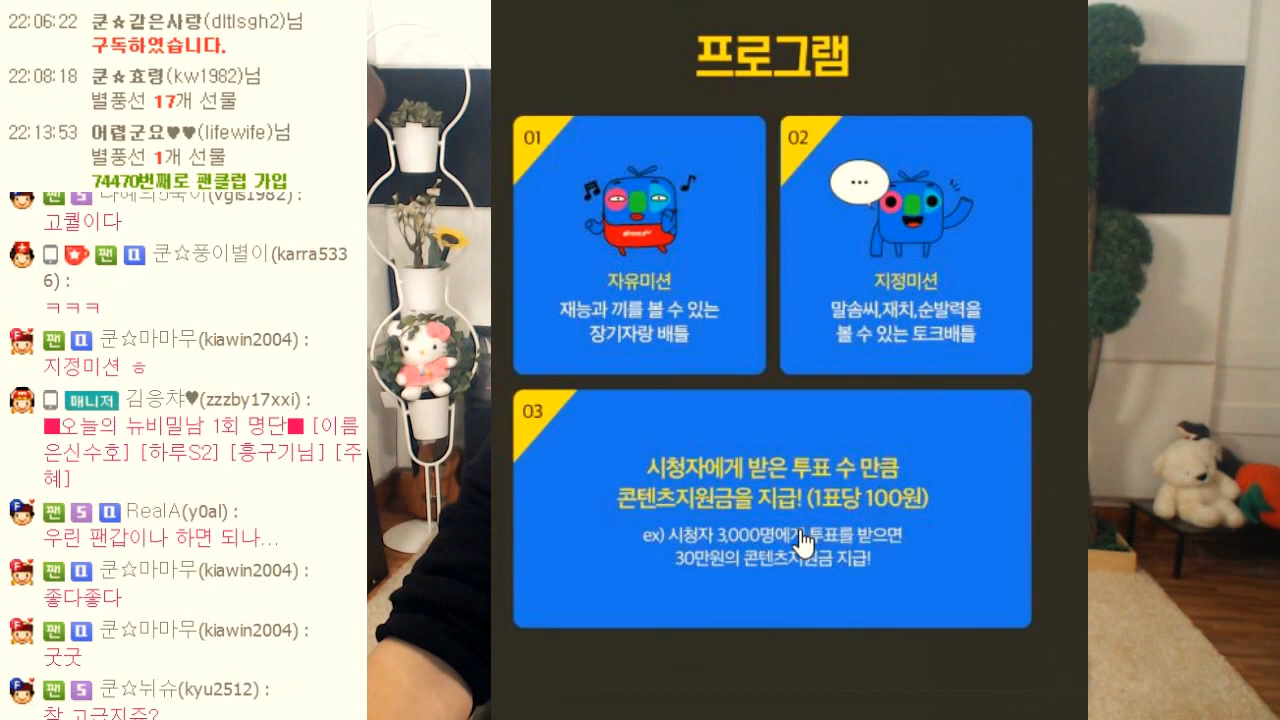 22:06:22 쿤☆같은사랑(dltlsgh2)님
구독하였습니다.
22:08:18 쿤☆효령(kw1982)님
별풍선 17개 선물
22:13:53 어렵군요♥♥(lifewife)님
별풍선 1개 선물
74470번째로 팬클럽 가입
팬 S (vgls1982) :
고퀄이다
팬 쿤☆풍이별이(karra533
6) :
ㅋㅋㅋ
팬 쿤☆마마무(kiawin2004) :
지정미션 ㅎ
매니저 김응챠♥(zzzby17xxi) :
■오늘의 뉴비밀남 1회 명단■ [이름
은신수호] [하루S2] [흥구기님] [주
혜]
팬 S RealA(y0al) :
우린 팬갑이나 하면 되나...
팬 쿤☆마마무(kiawin2004) :
좋다좋다
팬 쿤☆마마무(kiawin2004) :
굿굿
팬 S 쿤☆뉘슈(kyu2512) :
프로그램
01
자유미션
재능과 끼를 볼 수 있는
장기자랑 배틀
02
...
지정미션
말솜씨,재치,순발력을
볼 수 있는 토크배틀
03
시청자에게 받은 투표 수 만큼
콘텐츠지원금을 지급! (1표당 100원)
ex) 시청자 3,000명에게 투표를 받으면
30만원의 콘텐츠지원금 지급!